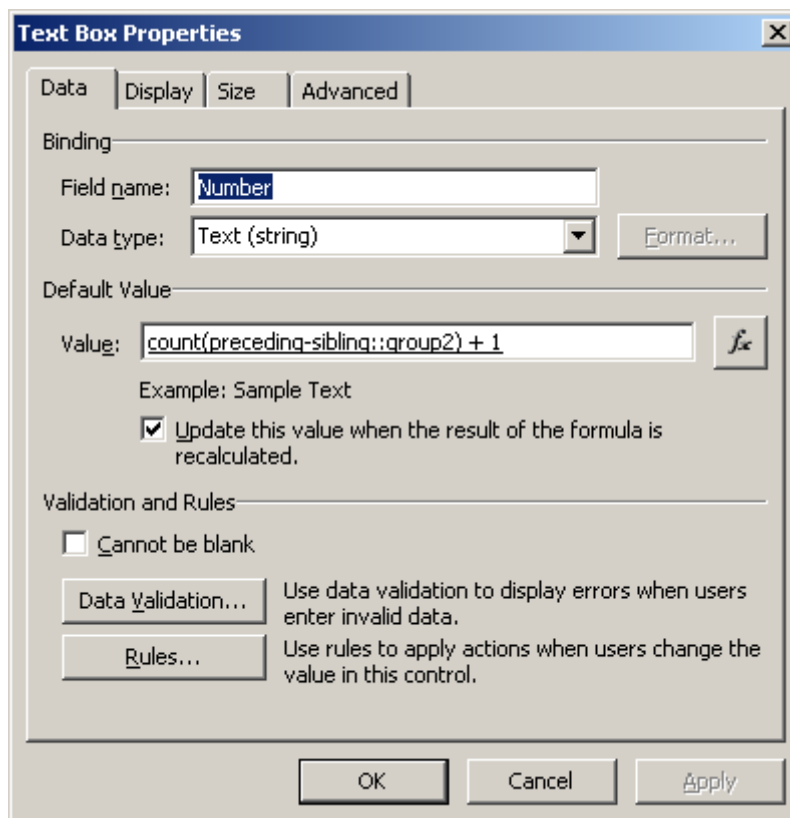 Text Box Properties
Data Display Size Advanced
Binding
Field name: Number
Data type: Text (string) Format...
Default Value
Value: count(preceding-sibling::group2) + 1 fx
Example: Sample Text
Update this value when the result of the formula is
recalculated.
Validation and Rules
Cannot be blank
Data Validation... Use data validation to display errors when users
enter invalid data.
Rules... Use rules to apply actions when users change the
value in this control.
OK Cancel Apply